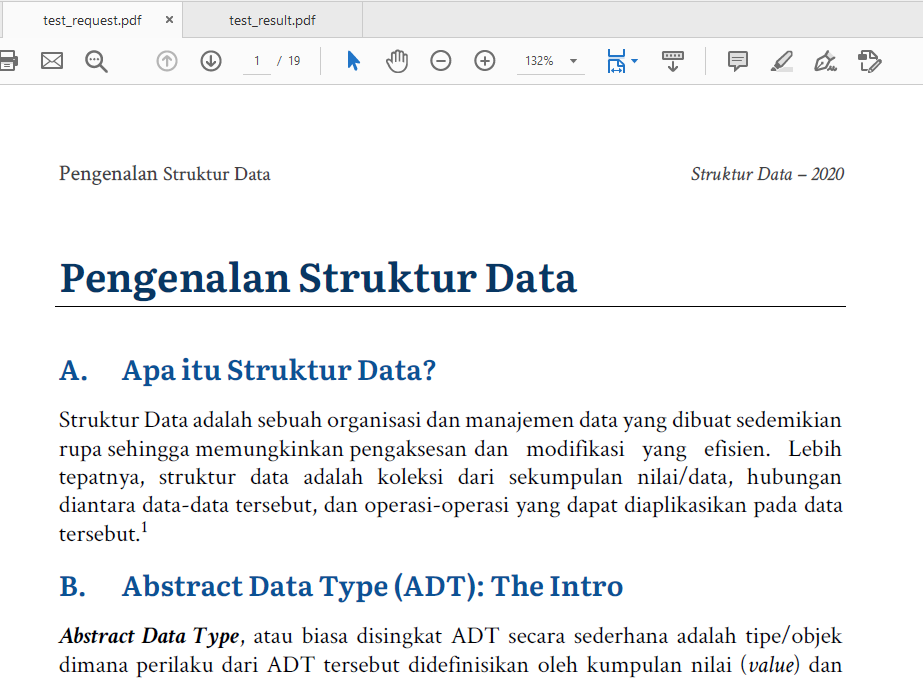 test_request.pdf × test_result.pdf
1 / 19 132%
Pengenalan Struktur Data Struktur Data – 2020
Pengenalan Struktur Data
A. Apa itu Struktur Data?
Struktur Data adalah sebuah organisasi dan manajemen data yang dibuat sedemikian
rupa sehingga memungkinkan pengaksesan dan modifikasi yang efisien. Lebih
tepatnya, struktur data adalah koleksi dari sekumpulan nilai/data, hubungan
diantara data-data tersebut, dan operasi-operasi yang dapat diaplikasikan pada data
tersebut.¹
B. Abstract Data Type (ADT): The Intro
Abstract Data Type, atau biasa disingkat ADT secara sederhana adalah tipe/objek
dimana perilaku dari ADT tersebut didefinisikan oleh kumpulan nilai (value) dan